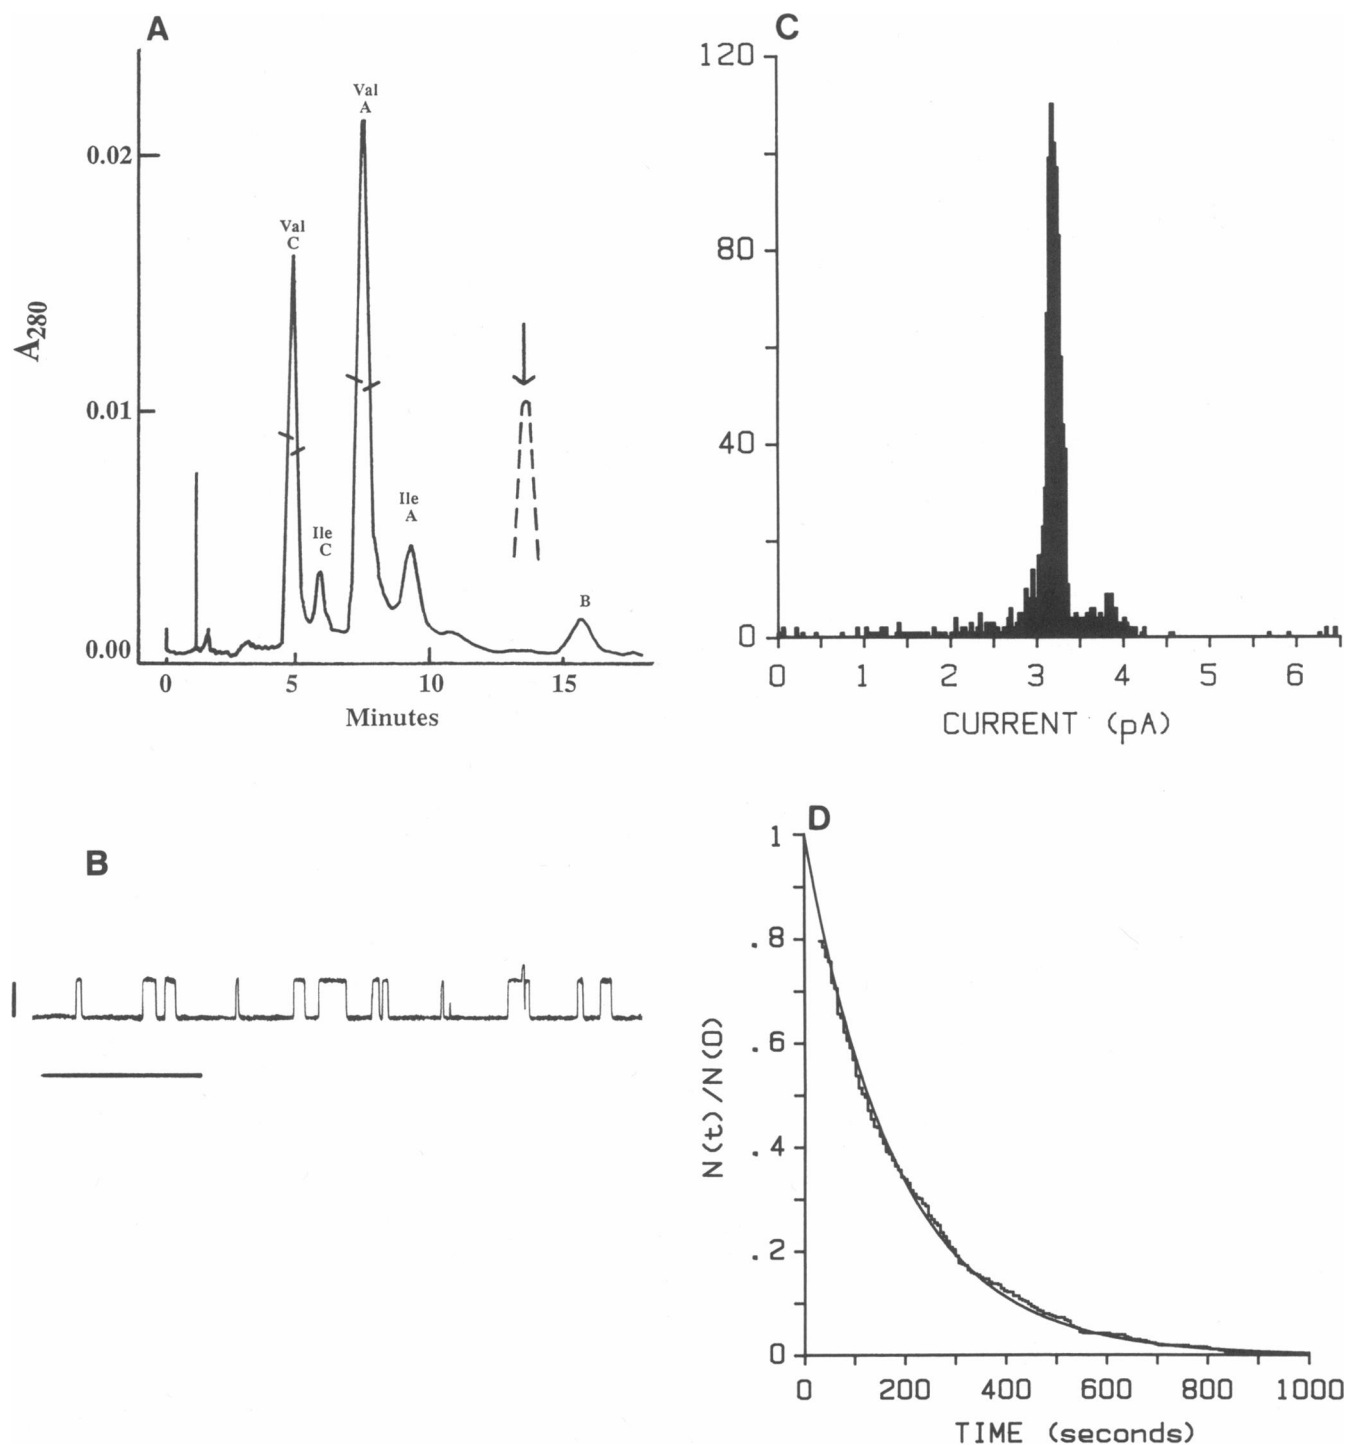 A
Val
A
Val
C
0.02
A280
0.01
Ile
A
Ile
C
B
0.00
0 5 10 15
Minutes
C
120
80
40
0
0 1 2 3 4 5 6
CURRENT (pA)
B
D
1
.8
.6
.4
.2
0
N(t)/N(0)
0 200 400 600 800 1000
TIME (seconds)